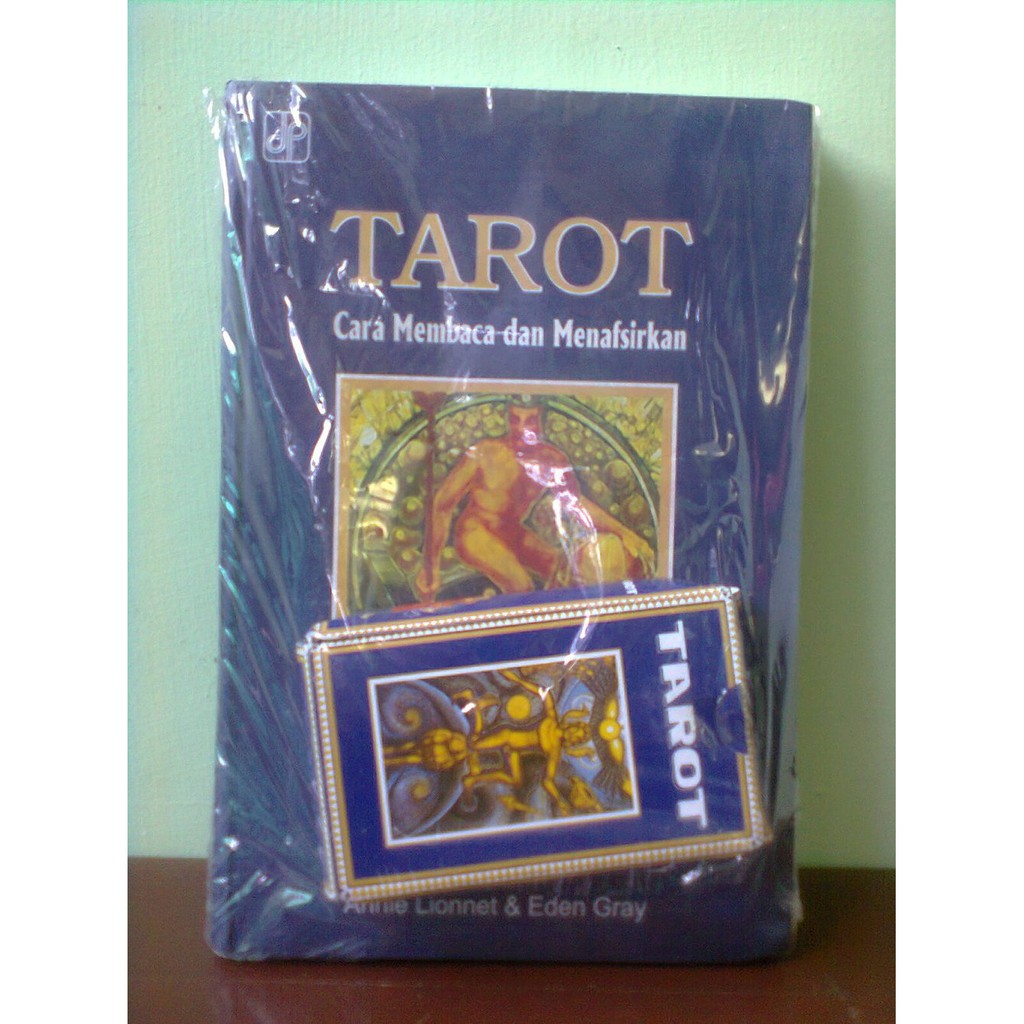 TAROT
Cara Membaca dan Menafsirkan
TAROT
Annie Lionnet & Eden Gray